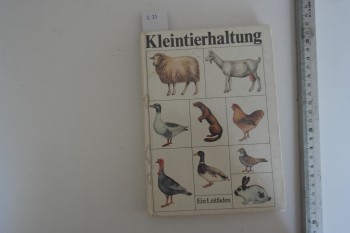 Kleintierhaltung
Ein Leitfaden